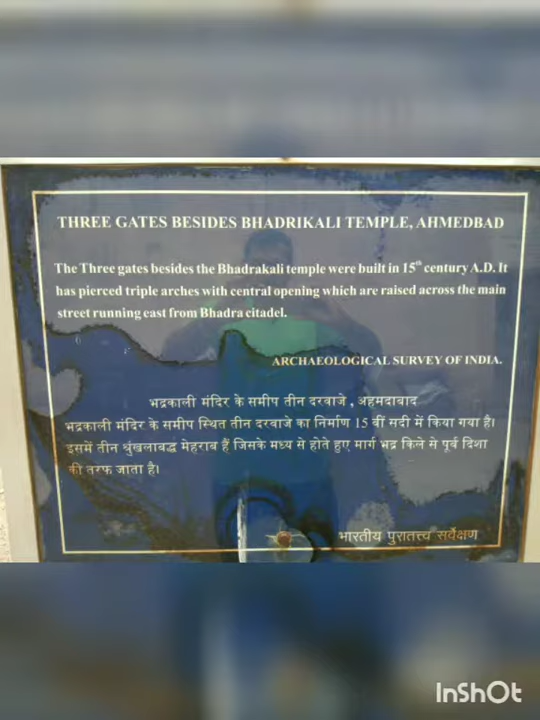 THREE GATES BESIDES BHADRIKALI TEMPLE, AHMEDBAD
The Three gates besides the Bhadrakali temple were built in 15th century A.D. It
has pierced triple arches with central opening which are raised across the main
street running east from Bhadra citadel.
ARCHAEOLOGICAL SURVEY OF INDIA.
भद्रकाली मंदिर के समीप तीन दरवाजे , अहमदाबाद
भद्रकाली मंदिर के समीप स्थित तीन दरवाजे का निर्माण 15 वीं सदी में किया गया है।
इसमें तीन श्रृंखलाबद्ध मेहराब हैं जिसके मध्य से होते हुए मार्ग भद्र किले से पूर्व दिशा
की तरफ जाता है।
भारतीय पुरातत्त्व सर्वेक्षण
InShOt